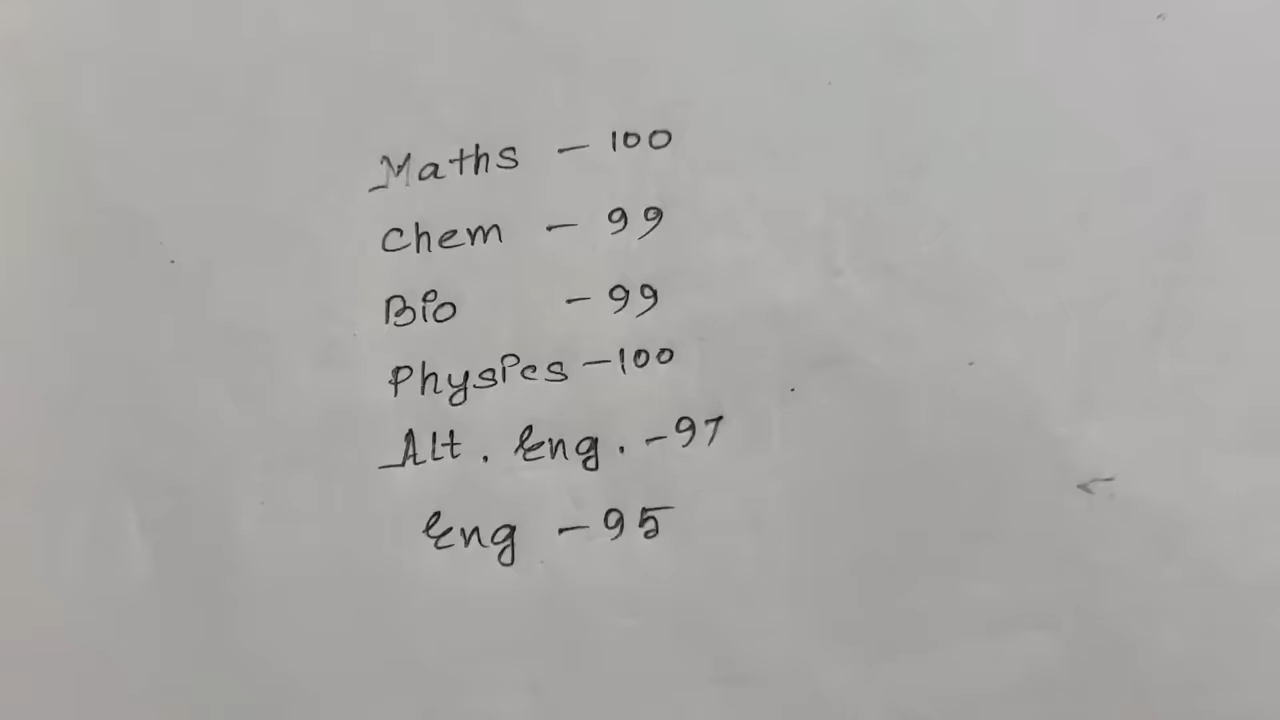 Maths - 100
Chem - 99
Bio - 99
Physics - 100
Alt. Eng. - 97
Eng - 95